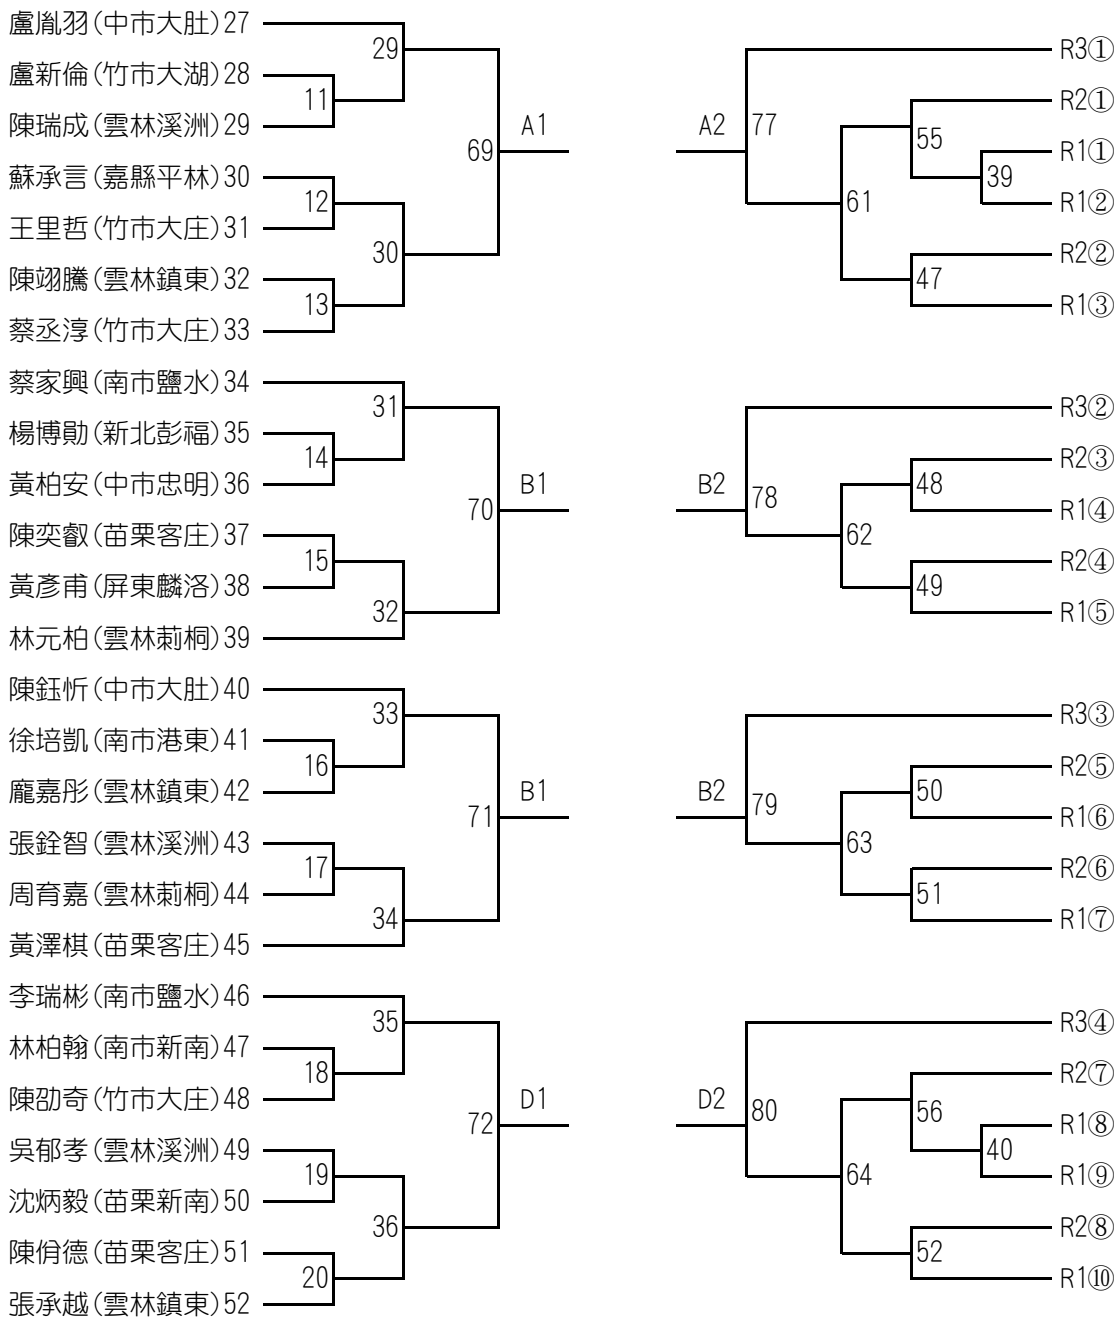 盧胤羽(中市大肚)27
29
R3①
盧新倫(竹市大湖)28
11
R2①
陳瑞成(雲林溪洲)29
69
A1
A2
77
55
R1①
39
蘇承言(嘉縣平林)30
12
61
R1②
王里哲(竹市大庄)31
30
R2②
陳翊騰(雲林鎮東)32
13
47
R1③
蔡丞淳(竹市大庄)33
蔡家興(南市鹽水)34
31
R3②
楊博勛(新北彭福)35
14
R2③
黃柏安(中市忠明)36
70
B1
B2
78
48
R1④
陳奕叡(苗栗客庄)37
15
62
R2④
黃彥甫(屏東麟洛)38
32
49
R1⑤
林元柏(雲林莿桐)39
陳鈺忻(中市大肚)40
33
R3③
徐培凱(南市港東)41
16
R2⑤
龐嘉彤(雲林鎮東)42
71
B1
B2
79
50
R1⑥
張銓智(雲林溪洲)43
17
63
R2⑥
周育嘉(雲林莿桐)44
34
51
R1⑦
黃澤棋(苗栗客庄)45
李瑞彬(南市鹽水)46
35
R3④
林柏翰(南市新南)47
18
R2⑦
陳劭奇(竹市大庄)48
72
D1
D2
80
56
R1⑧
40
吳郁孝(雲林溪洲)49
19
64
R1⑨
沈炳毅(苗栗新南)50
36
R2⑧
陳佾德(苗栗客庄)51
20
52
R1⑩
張承越(雲林鎮東)52